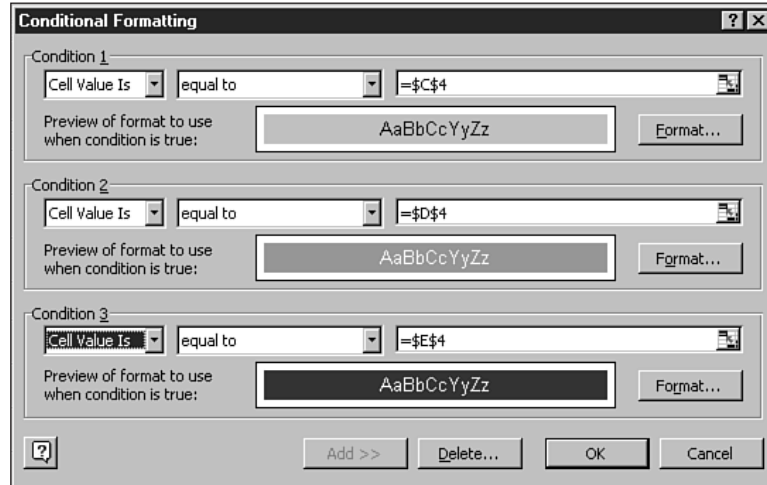 Conditional Formatting
Condition 1
Cell Value Is equal to =$C$4
Preview of format to use
when condition is true:
AaBbCcYyZz
Format...
Condition 2
Cell Value Is equal to =$D$4
Preview of format to use
when condition is true:
AaBbCcYyZz
Format...
Condition 3
Cell Value Is equal to =$E$4
Preview of format to use
when condition is true:
AaBbCcYyZz
Format...
Add >> Delete... OK Cancel